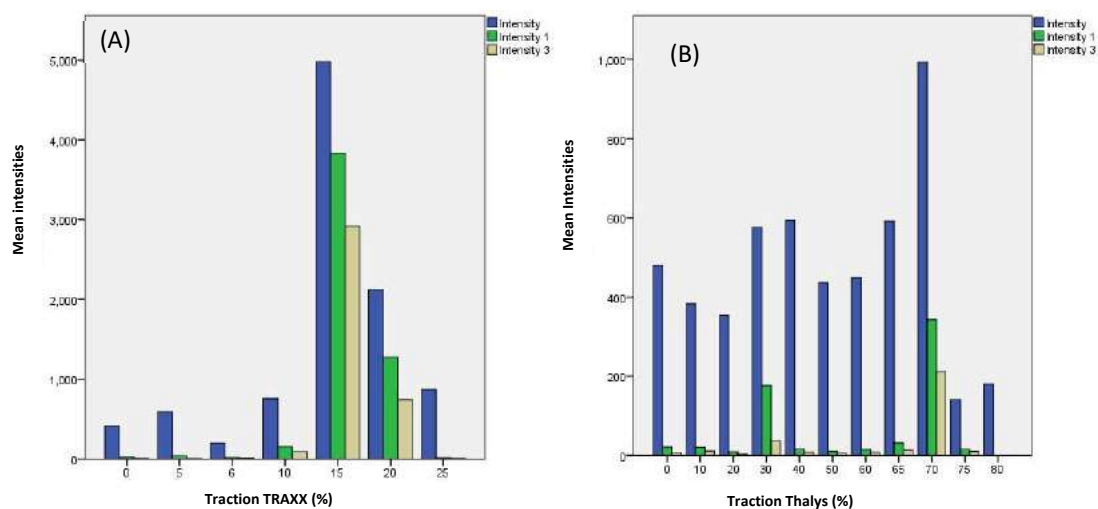 (A)
Intensity
Intensity 1
Intensity 3
Mean intensities
5,000
4,000
3,000
2,000
1,000
0
0 5 6 10 15 20 25
Traction TRAXX (%)
(B)
Intensity
Intensity 1
Intensity 3
Mean Intensities
1,000
800
600
400
200
0
0 10 20 30 40 50 60 65 70 75 80
Traction Thalys (%)